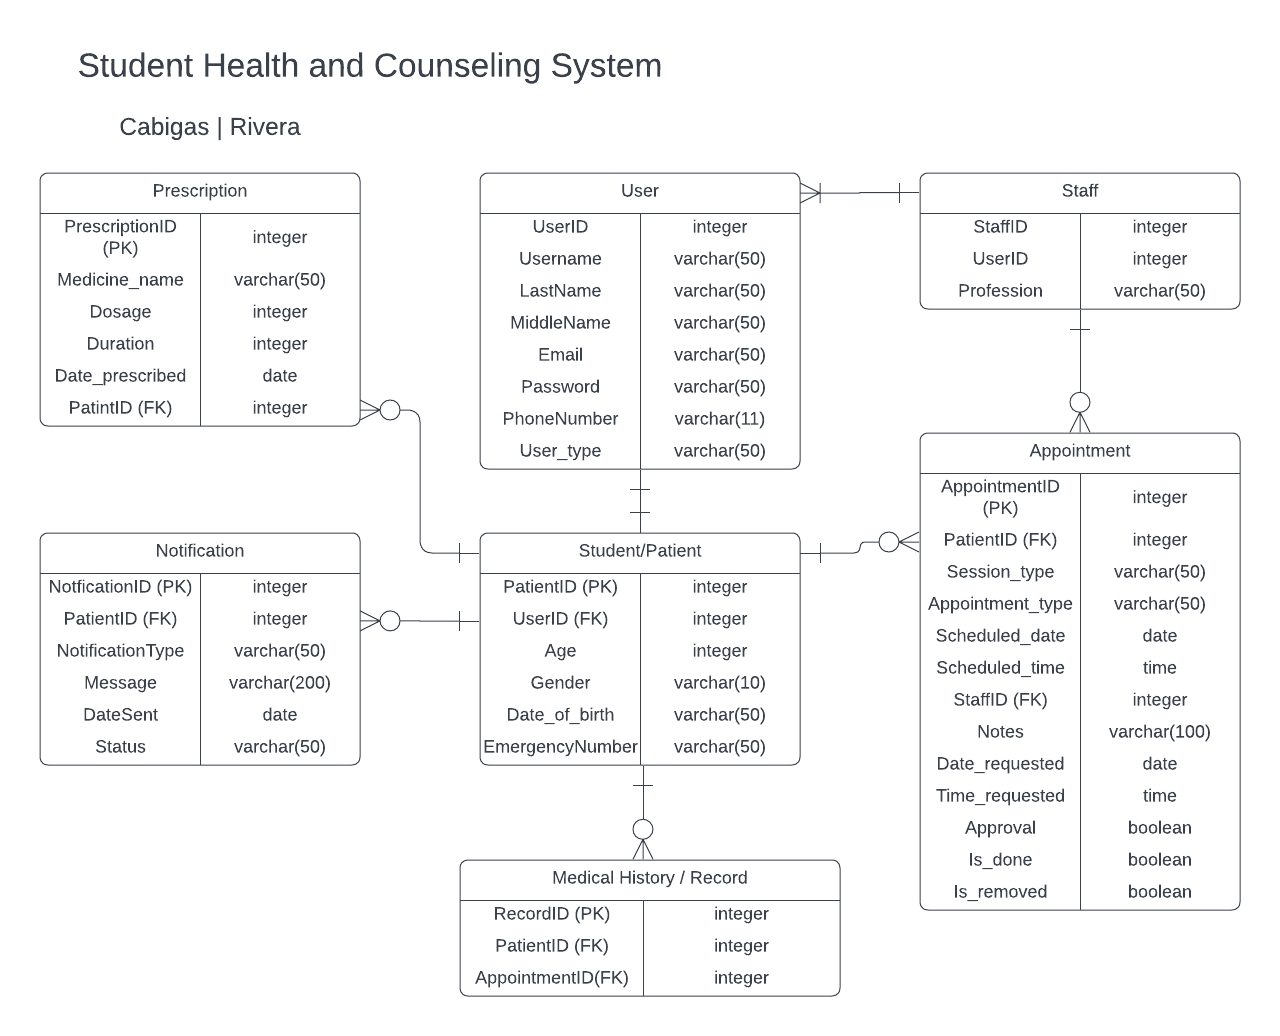 Student Health and Counseling System
Cabigas | Rivera
Prescription
PrescriptionID
(PK)
integer
Medicine_name varchar(50)
Dosage integer
Duration integer
Date_prescribed date
PatintID (FK) integer
User
UserID integer
Username varchar(50)
LastName varchar(50)
MiddleName varchar(50)
Email varchar(50)
Password varchar(50)
PhoneNumber varchar(11)
User_type varchar(50)
Staff
StaffID integer
UserID integer
Profession varchar(50)
Notification
NotficationID (PK) integer
PatientID (FK) integer
NotificationType varchar(50)
Message varchar(200)
DateSent date
Status varchar(50)
Student/Patient
PatientID (PK) integer
UserID (FK) integer
Age integer
Gender varchar(10)
Date_of_birth varchar(50)
EmergencyNumber varchar(50)
Appointment
AppointmentID
(PK)
integer
PatientID (FK) integer
Session_type varchar(50)
Appointment_type varchar(50)
Scheduled_date date
Scheduled_time time
StaffID (FK) integer
Notes varchar(100)
Date_requested date
Time_requested time
Approval boolean
Is_done boolean
Is_removed boolean
Medical History / Record
RecordID (PK) integer
PatientID (FK) integer
AppointmentID(FK) integer